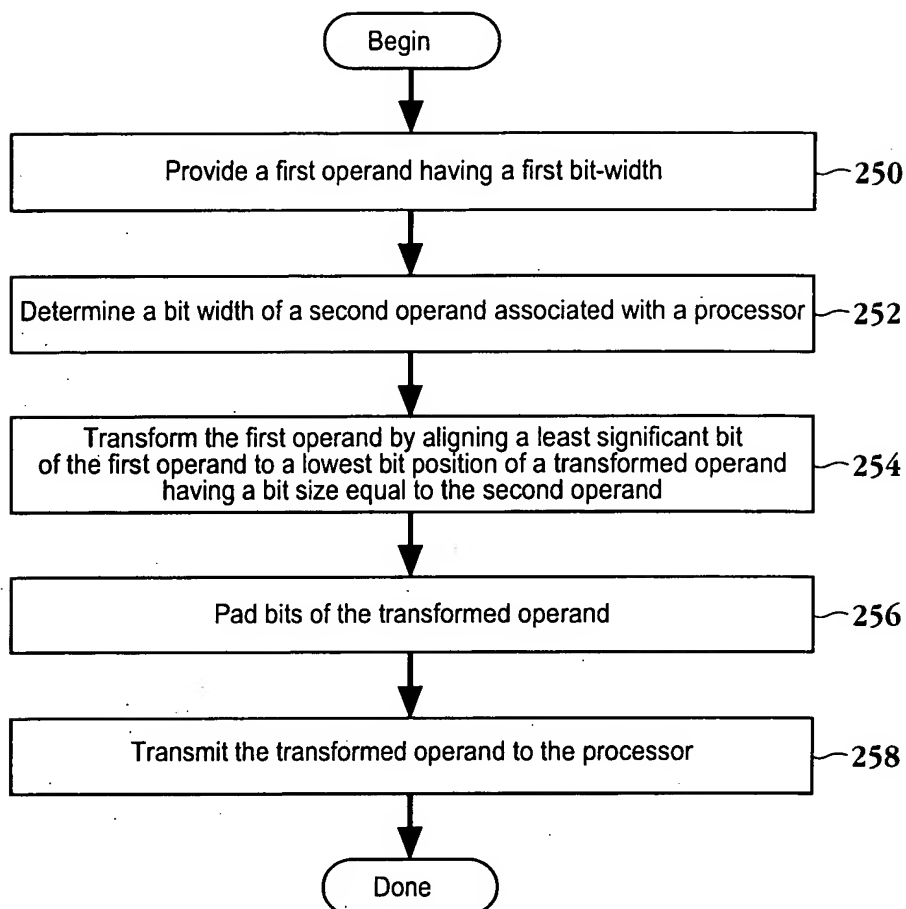 Begin
Provide a first operand having a first bit-width
250
Determine a bit width of a second operand associated with a processor
252
Transform the first operand by aligning a least significant bit
of the first operand to a lowest bit position of a transformed operand
having a bit size equal to the second operand
254
Pad bits of the transformed operand
256
Transmit the transformed operand to the processor
258
Done